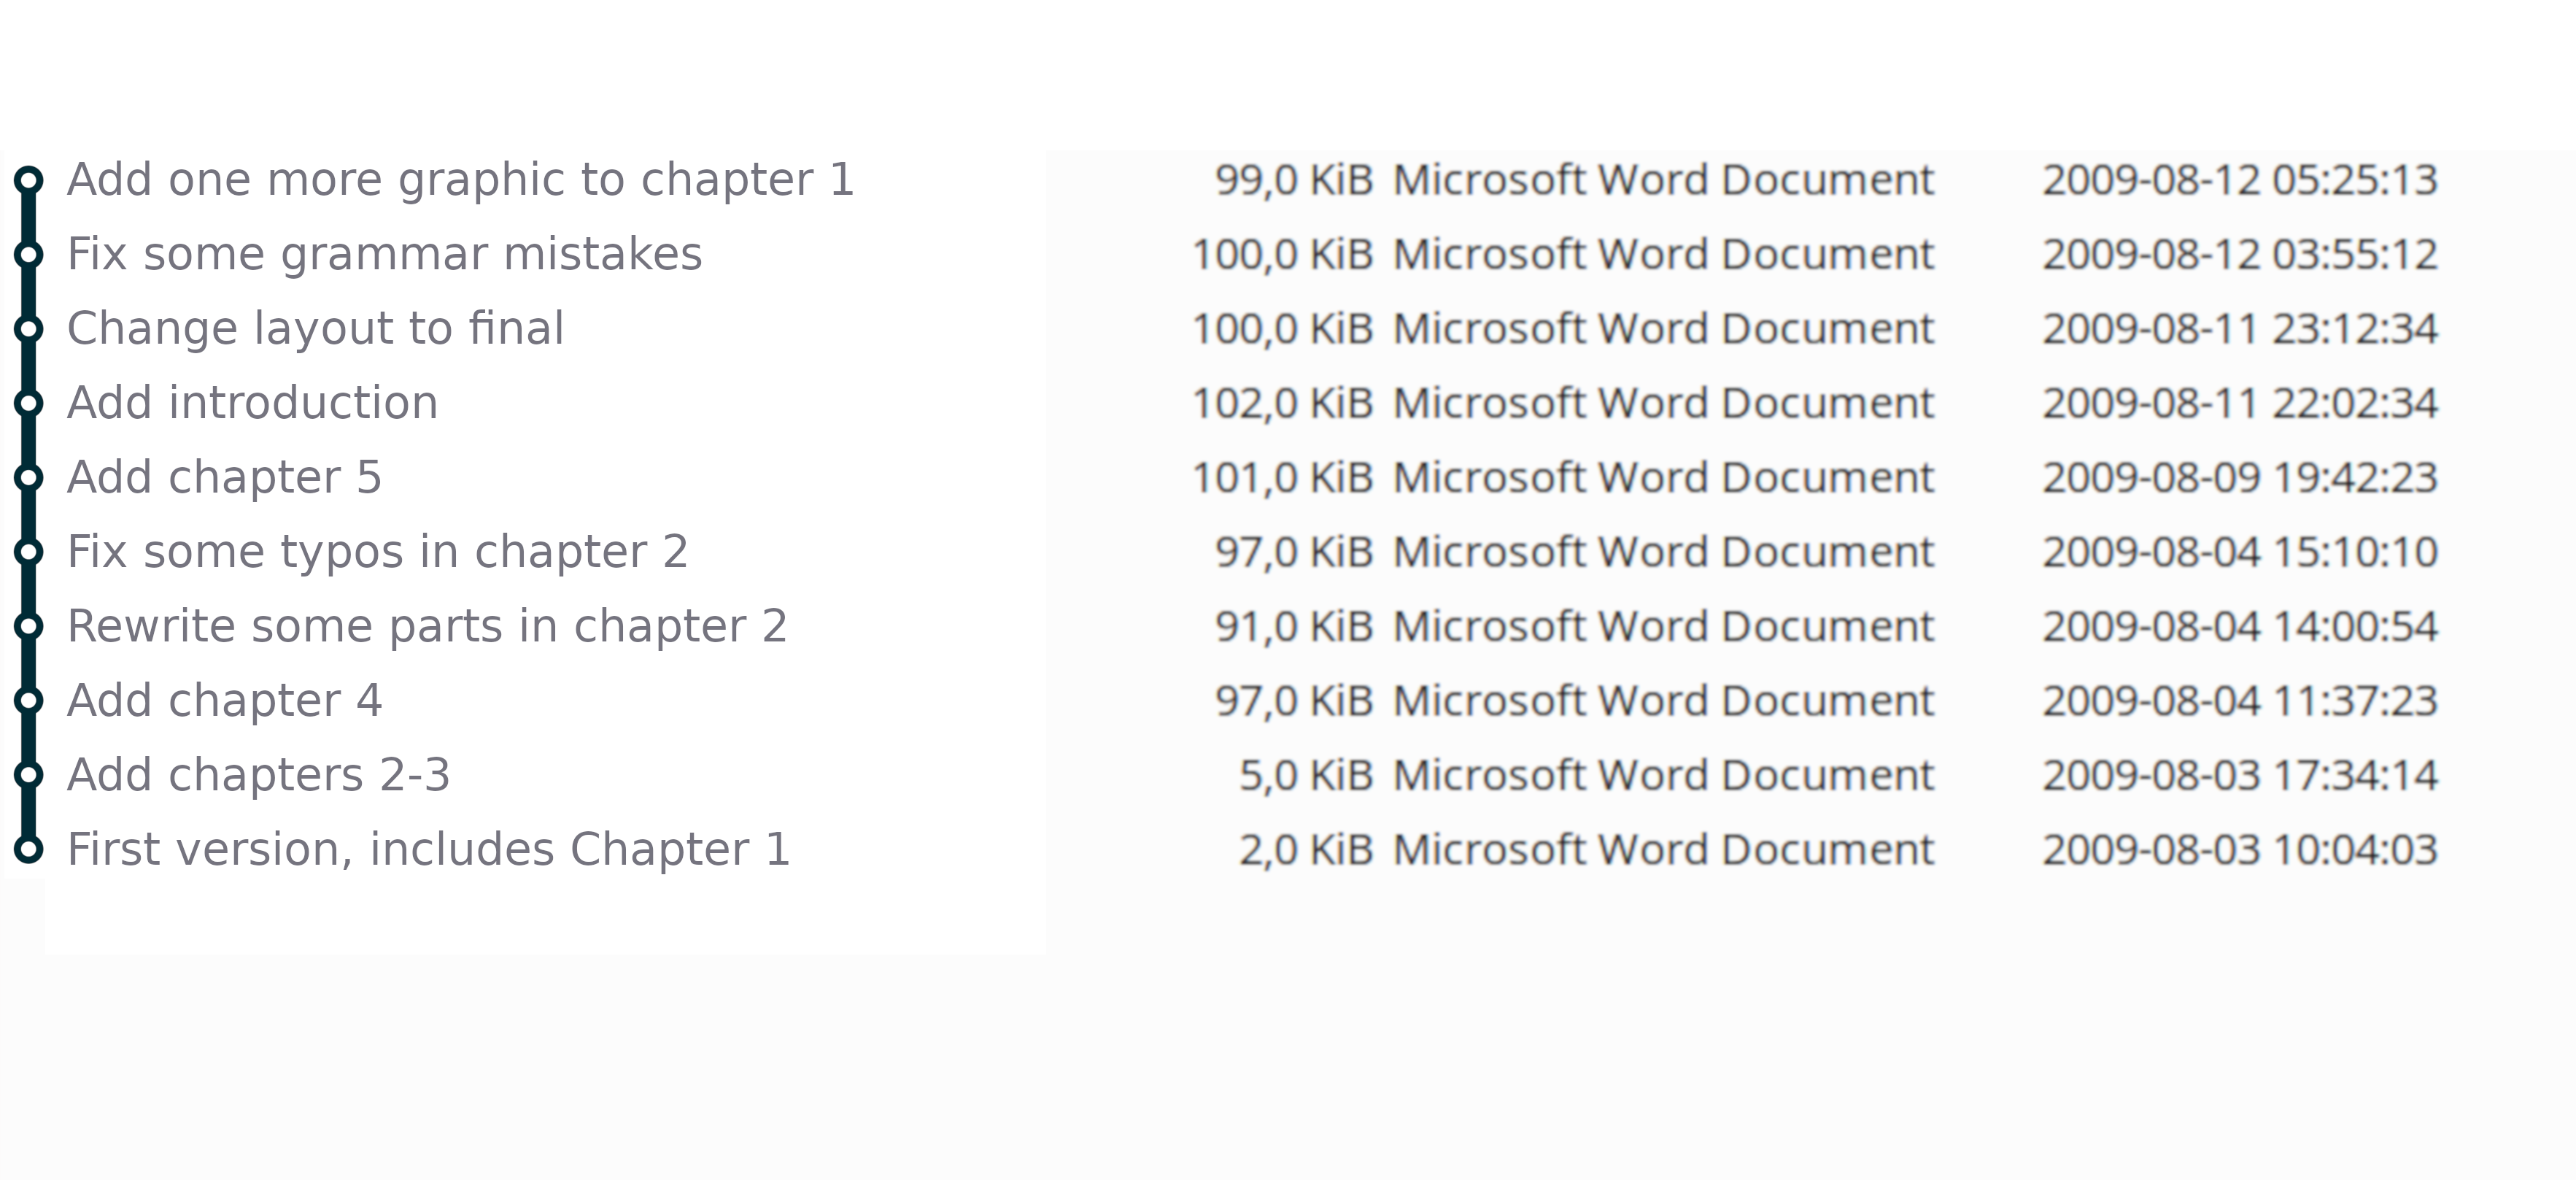 Add one more graphic to chapter 1 99,0 KiB Microsoft Word Document 2009-08-12 05:25:13
Fix some grammar mistakes 100,0 KiB Microsoft Word Document 2009-08-12 03:55:12
Change layout to final 100,0 KiB Microsoft Word Document 2009-08-11 23:12:34
Add introduction 102,0 KiB Microsoft Word Document 2009-08-11 22:02:34
Add chapter 5 101,0 KiB Microsoft Word Document 2009-08-09 19:42:23
Fix some typos in chapter 2 97,0 KiB Microsoft Word Document 2009-08-04 15:10:10
Rewrite some parts in chapter 2 91,0 KiB Microsoft Word Document 2009-08-04 14:00:54
Add chapter 4 97,0 KiB Microsoft Word Document 2009-08-04 11:37:23
Add chapters 2-3 5,0 KiB Microsoft Word Document 2009-08-03 17:34:14
First version, includes Chapter 1 2,0 KiB Microsoft Word Document 2009-08-03 10:04:03